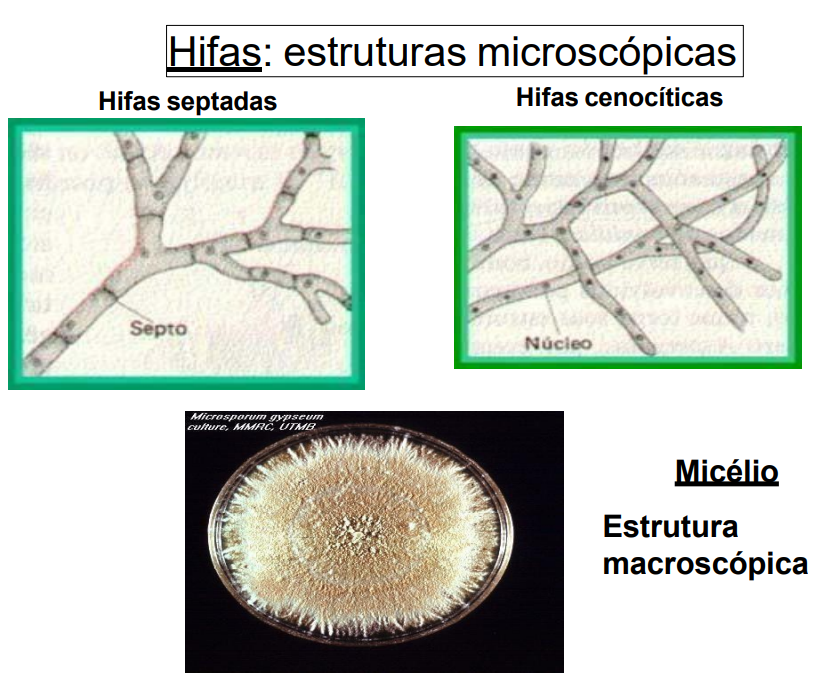 Hifas: estruturas microscópicas
Hifas septadas
Hifas cenocíticas
Septo
Núcleo
Microsporum gypseum
culture, MMRC, UTMB
Micélio
Estrutura
macroscópica